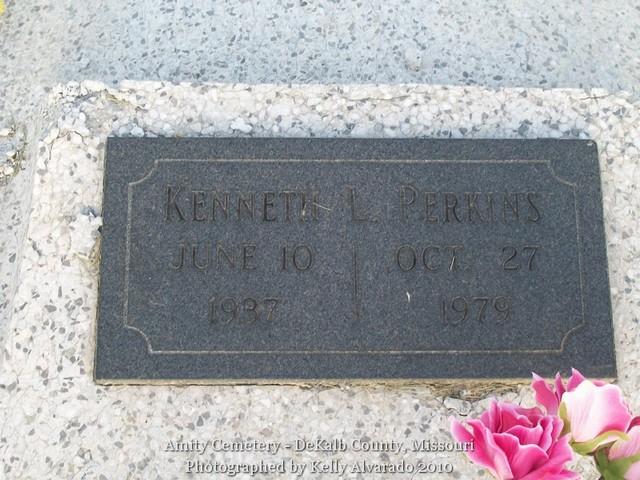 KENNETH L. PERKINS
JUNE 10 OCT. 27
1937 1979
Amity Cemetery - DeKalb County, Missouri
Photographed by Kelly Alvarado 2010